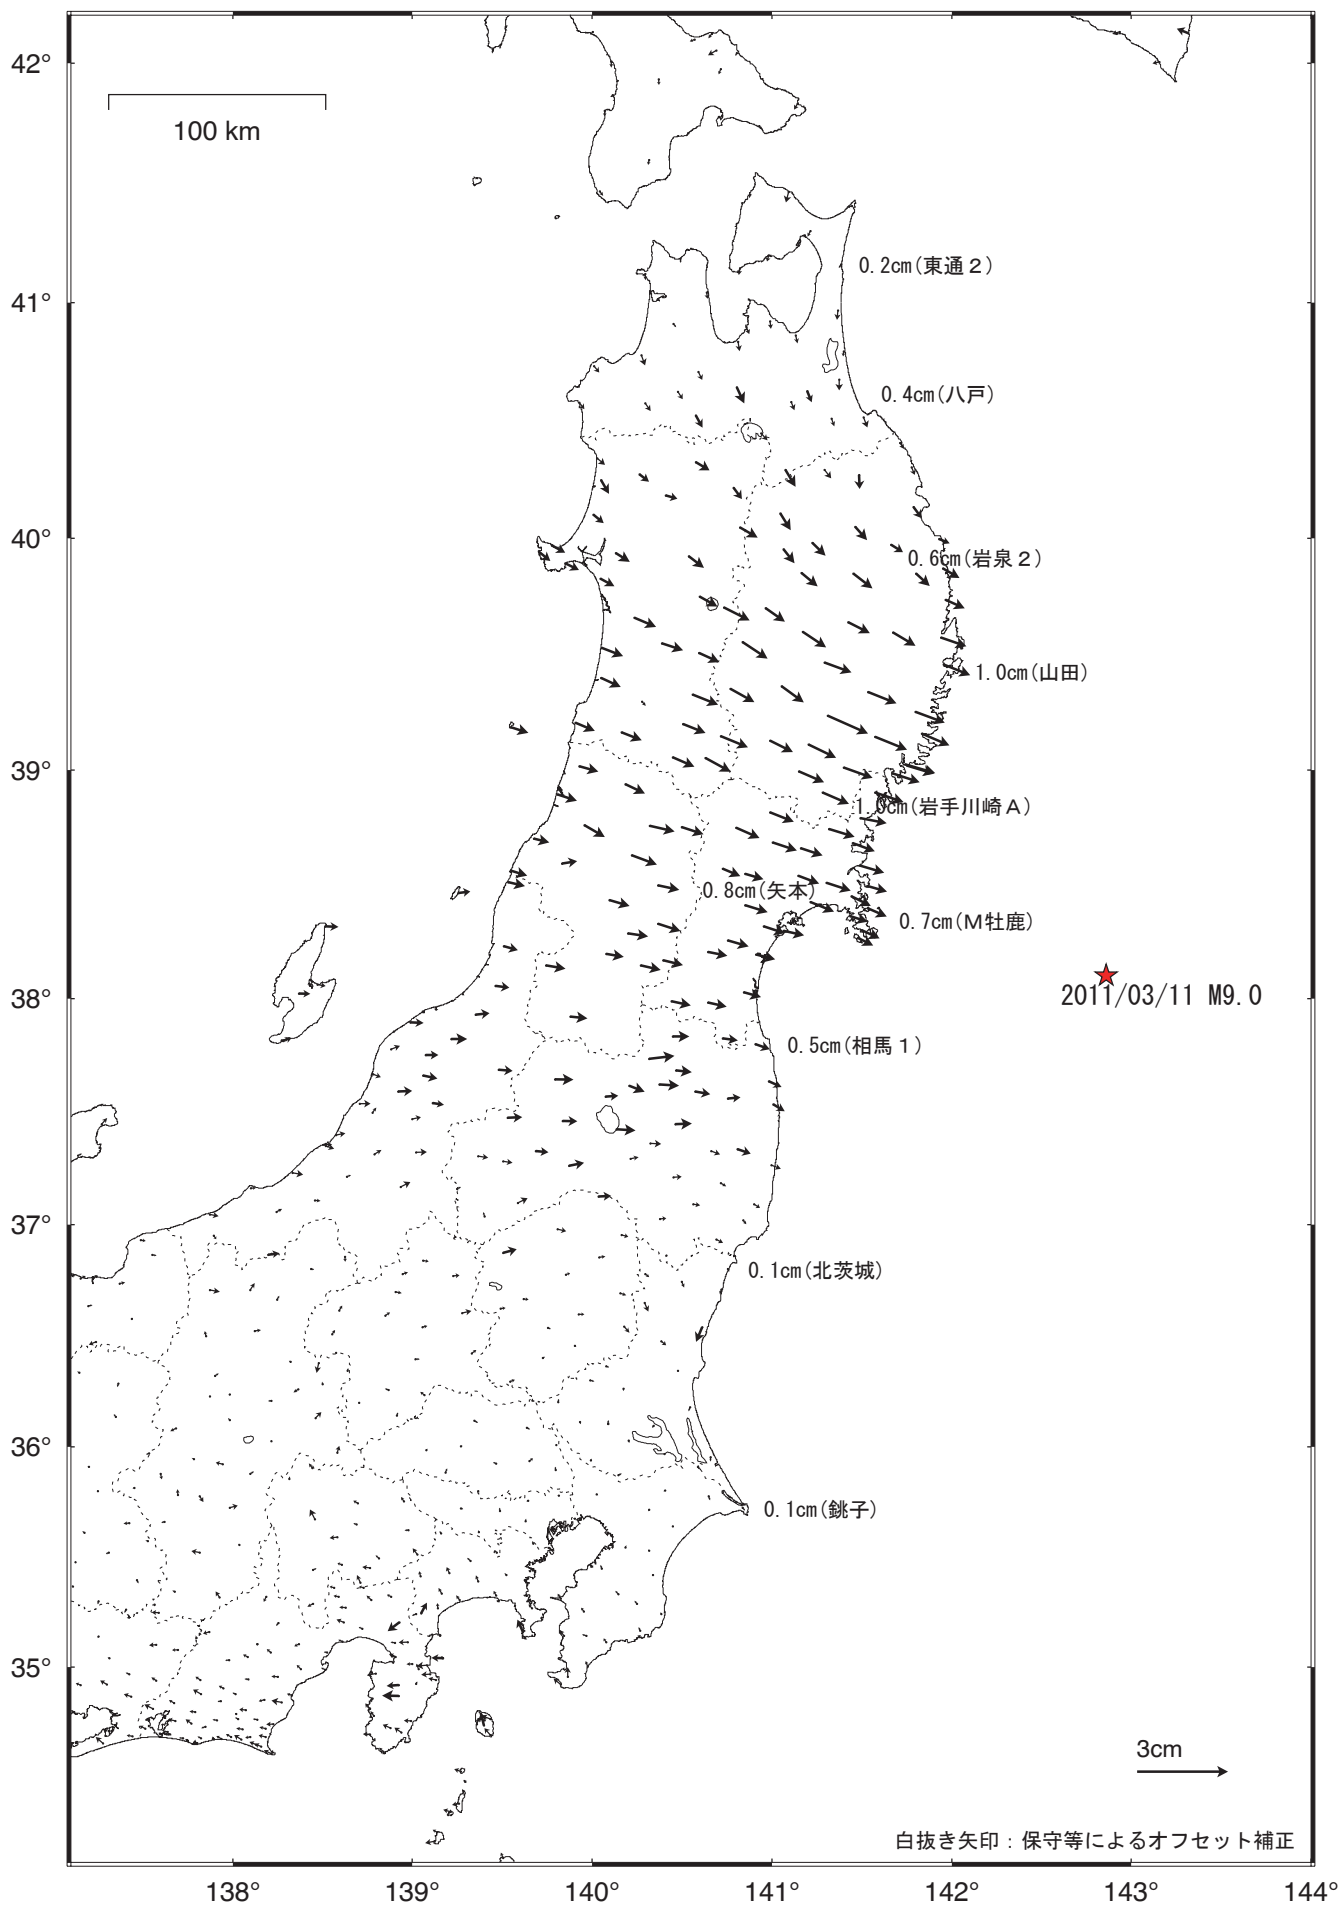 42°
100 km
0.2cm(東通２)
41°
0.4cm(八戸)
40°
0.6cm(岩泉２)
1.0cm(山田)
39°
1.0cm(岩手川崎Ａ)
0.8cm(矢本)
0.7cm(Ｍ牡鹿)
38°
2011/03/11 M9.0
0.5cm(相馬１)
37°
0.1cm(北茨城)
36°
0.1cm(銚子)
35°
3cm
白抜き矢印：保守等によるオフセット補正
138° 139° 140° 141° 142° 143° 144°